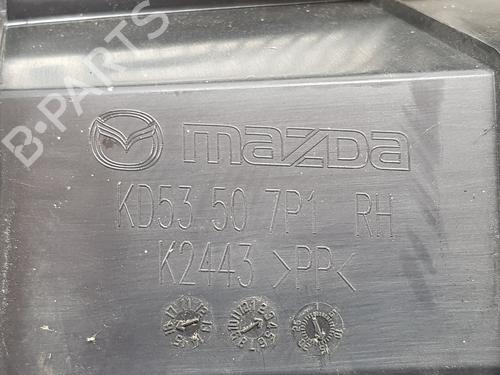 B-PARTS
mazda
KD53 50 7P1 RH
K2443 >PP<